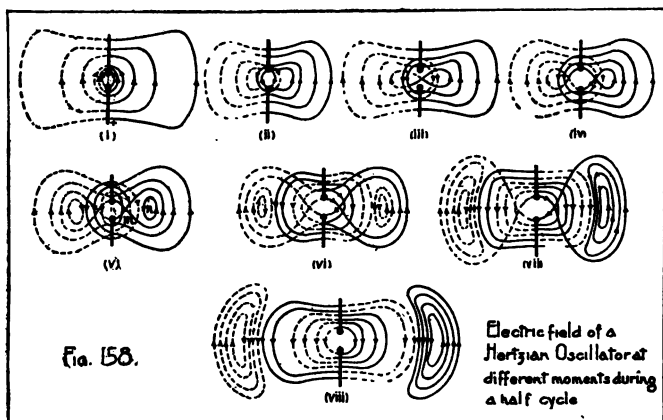 (i)
(ii)
(iii)
(iv)
(v)
(vi)
(vii)
(viii)
Fig. 158.
Electric field of a
Hertzian Oscillator at
different moments during
a half cycle